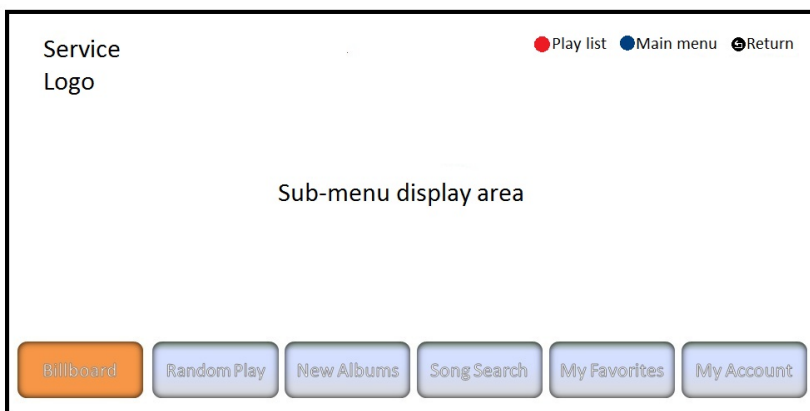 Service
Logo
Play list Main menu Return
Sub-menu display area
Billboard Random Play New Albums Song Search My Favorites My Account